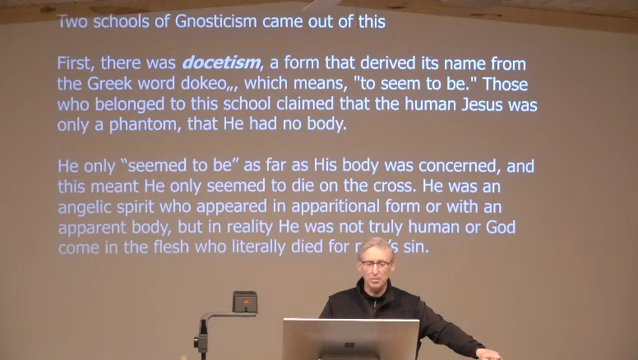 Two schools of Gnosticism came out of this
First, there was docetism, a form that derived its name from
the Greek word dokeo„, which means, "to seem to be." Those
who belonged to this school claimed that the human Jesus was
only a phantom, that He had no body.
He only “seemed to be” as far as His body was concerned, and
this meant He only seemed to die on the cross. He was an
angelic spirit who appeared in apparitional form or with an
apparent body, but in reality He was not truly human or God
come in the flesh who literally died for sin.